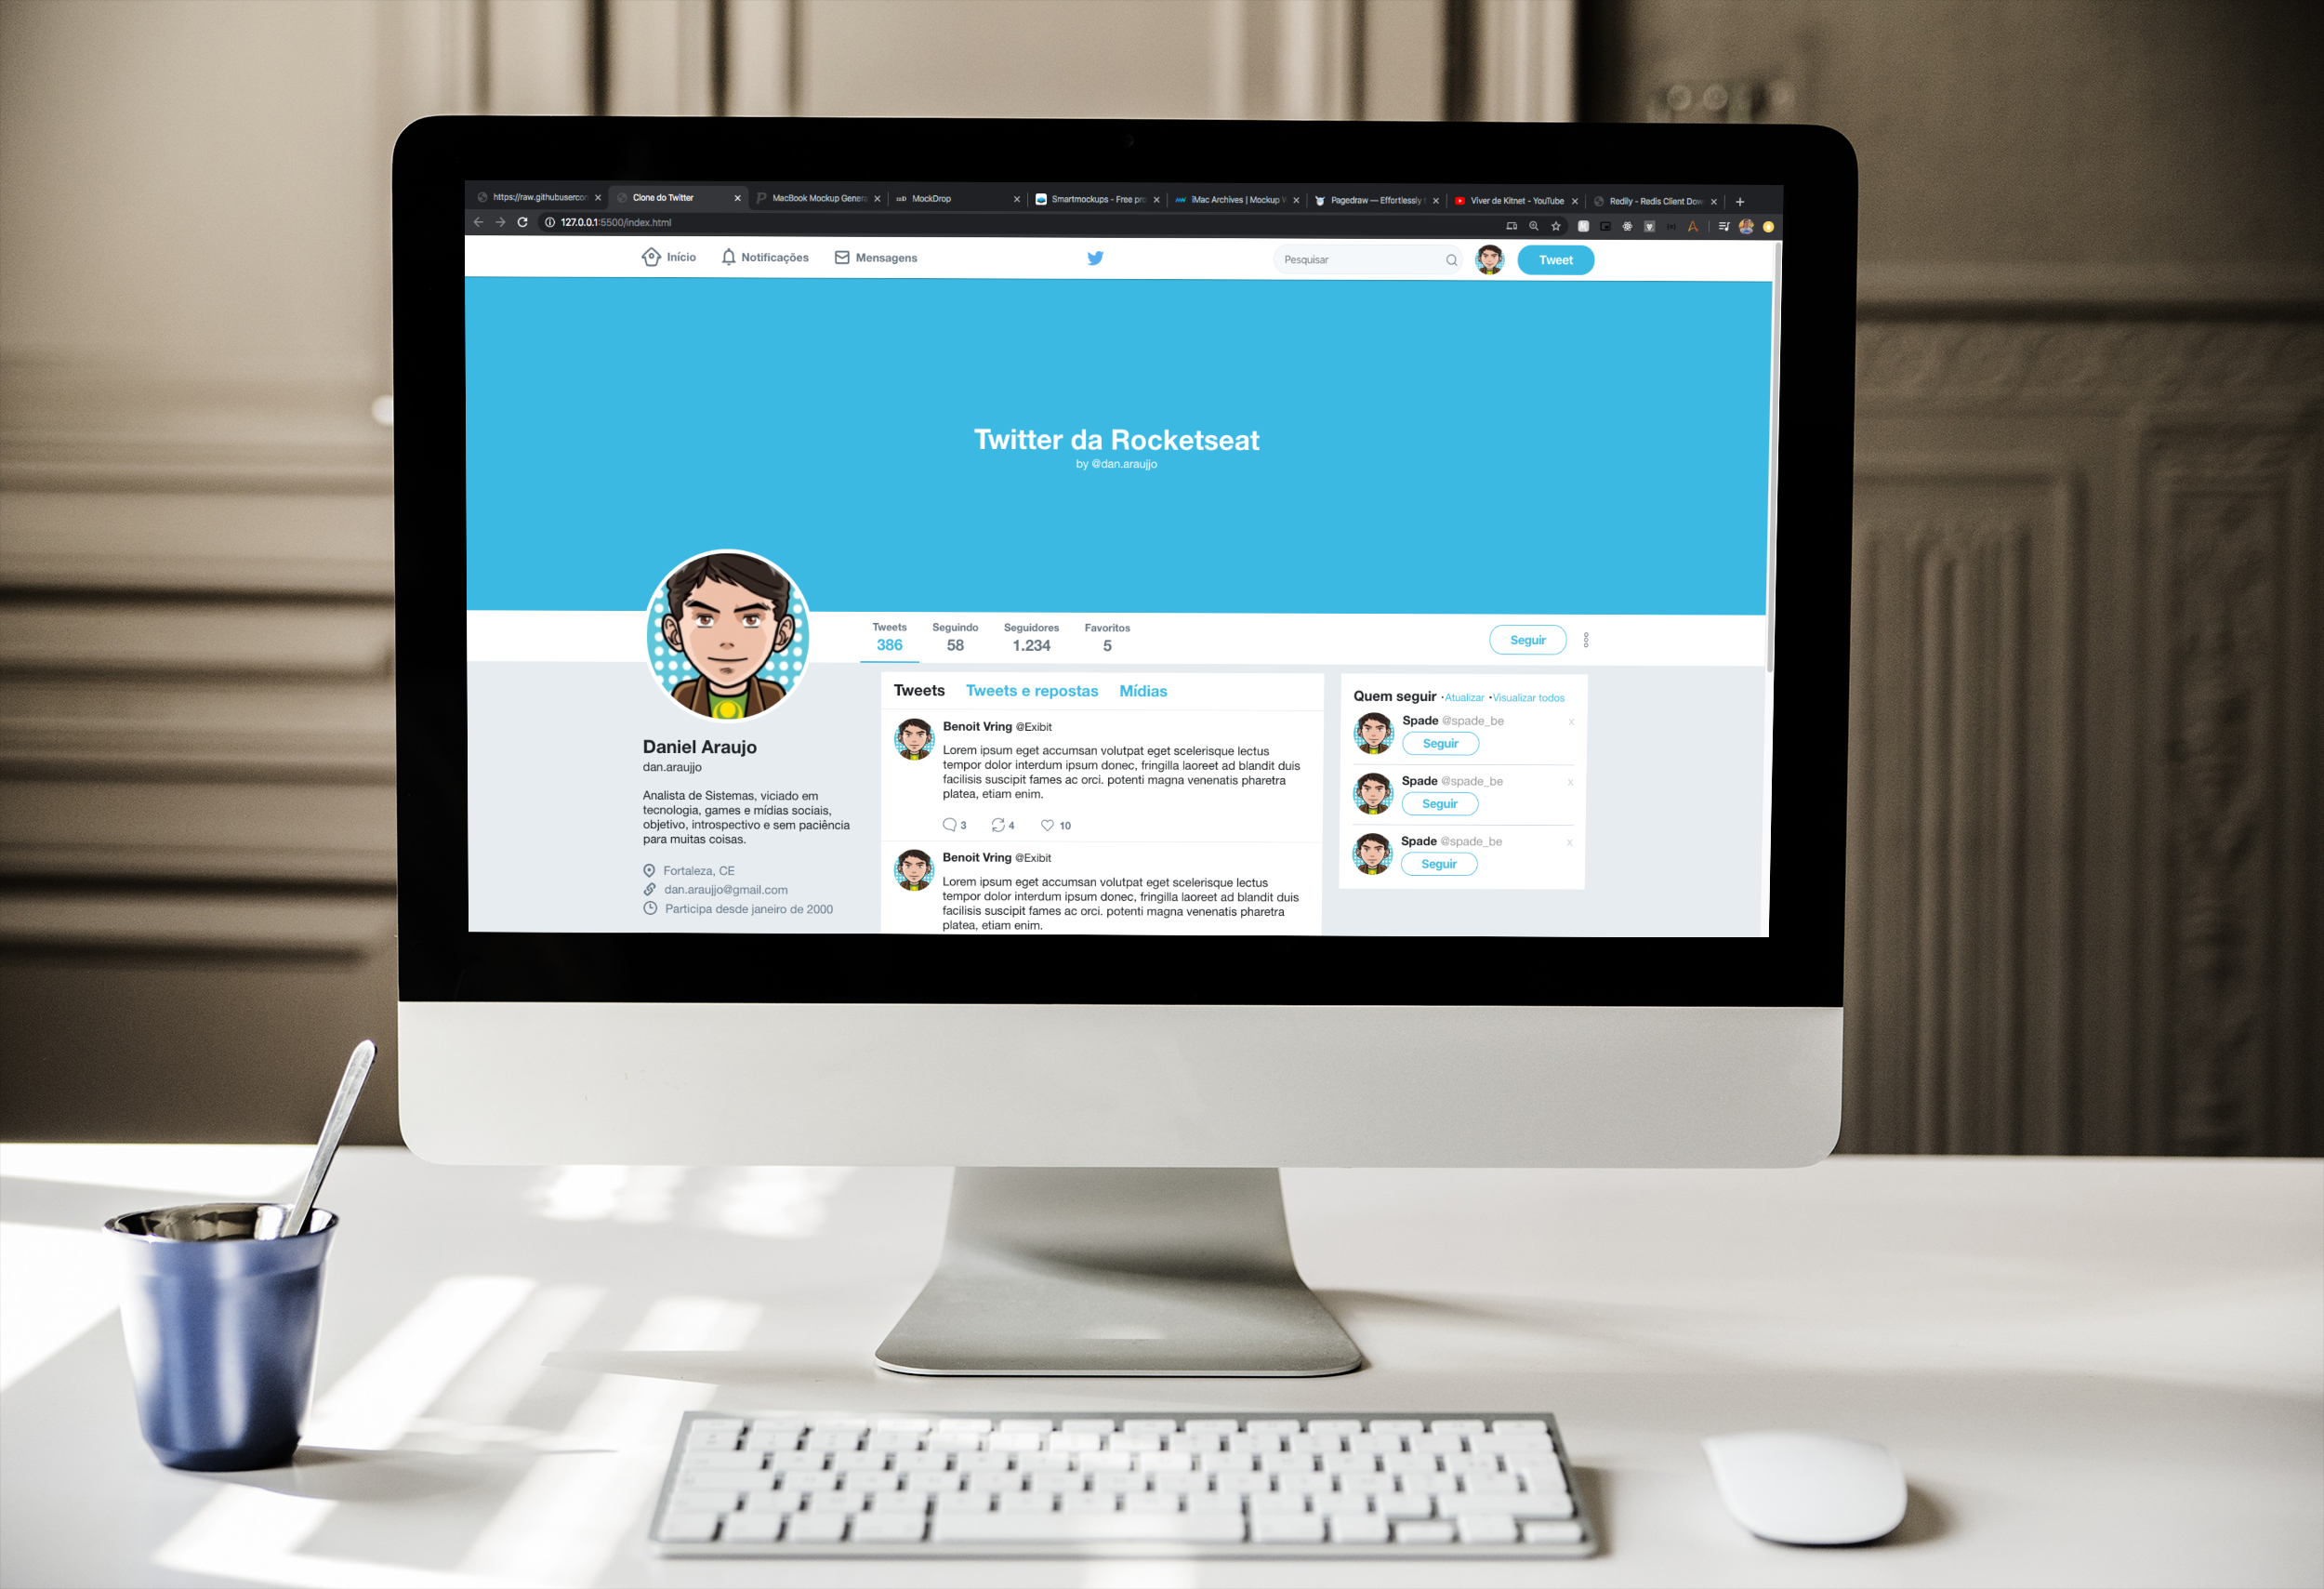 https://raw.githubusercon
Clone do Twitter
MacBook Mockup Genera
MockDrop
Smartmockups - Free pro
iMac Archives | Mockup
Pagedraw — Effortlessly
Viver de Kitnet - YouTube
Redily - Redis Client Dow
127.0.0.1:5500/index.html
Início
Notificações
Mensagens
Pesquisar
Tweet
Twitter da Rocketseat
by @dan.araujjo
Tweets
Seguindo
Seguidores
Favoritos
386
58
1.234
5
Seguir
Daniel Araujo
dan.araujjo
Analista de Sistemas, viciado em
tecnologia, games e mídias sociais,
objetivo, introspectivo e sem paciência
para muitas coisas.
Fortaleza, CE
dan.araujjo@gmail.com
Participa desde janeiro de 2000
Tweets Tweets e repostas Mídias
Benoit Vring @Exibit
Lorem ipsum eget accumsan volutpat eget scelerisque lectus
tempor dolor interdum ipsum donec, fringilla laoreet ad blandit duis
facilisis suscipit fames ac orci. potenti magna venenatis pharetra
platea, etiam enim.
3 4 10
Benoit Vring @Exibit
Lorem ipsum eget accumsan volutpat eget scelerisque lectus
tempor dolor interdum ipsum donec, fringilla laoreet ad blandit duis
facilisis suscipit fames ac orci. potenti magna venenatis pharetra
platea, etiam enim.
Quem seguir •Atualizar •Visualizar todos
Spade @spade_be x
Seguir
Spade @spade_be x
Seguir
Spade @spade_be x
Seguir